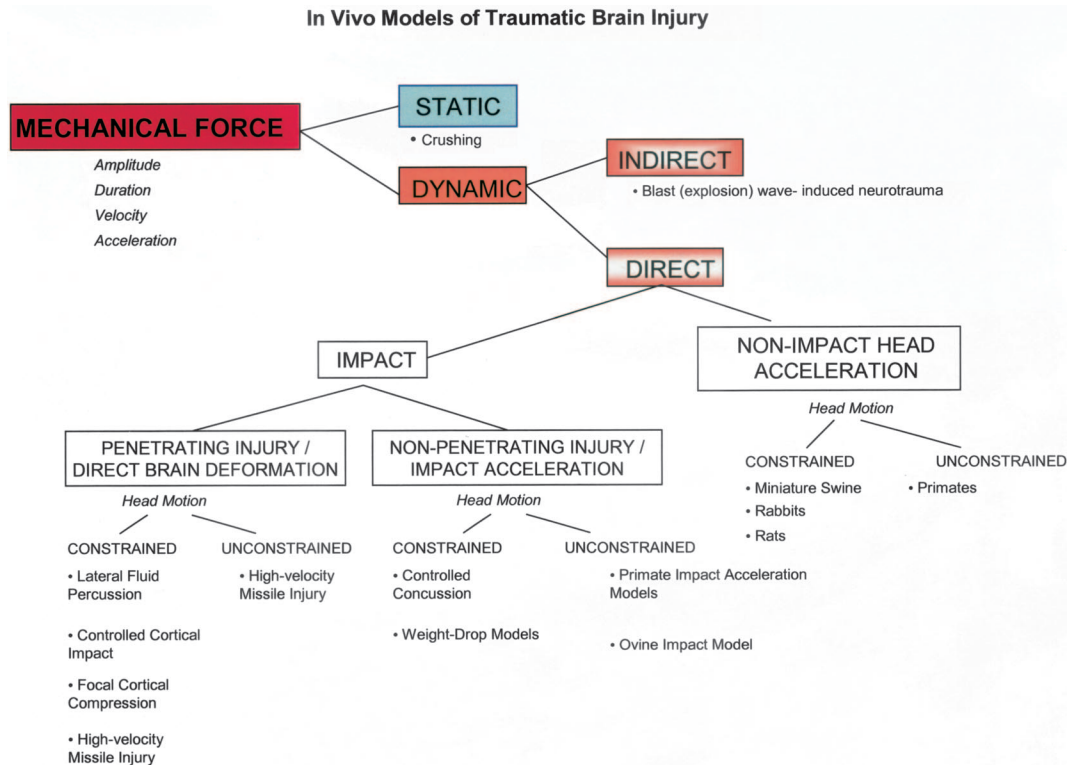 In Vivo Models of Traumatic Brain Injury
MECHANICAL FORCE
Amplitude
Duration
Velocity
Acceleration
STATIC
• Crushing
DYNAMIC
INDIRECT
• Blast (explosion) wave- induced neurotrauma
DIRECT
IMPACT
NON-IMPACT HEAD
ACCELERATION
Head Motion
CONSTRAINED
• Miniature Swine
• Rabbits
• Rats
UNCONSTRAINED
• Primates
PENETRATING INJURY /
DIRECT BRAIN DEFORMATION
Head Motion
CONSTRAINED
• Lateral Fluid
Percussion
• Controlled Cortical
Impact
• Focal Cortical
Compression
• High-velocity
Missile Injury
UNCONSTRAINED
• High-velocity
Missile Injury
NON-PENETRATING INJURY /
IMPACT ACCELERATION
Head Motion
CONSTRAINED
• Controlled
Concussion
• Weight-Drop Models
UNCONSTRAINED
• Primate Impact Acceleration
Models
• Ovine Impact Model